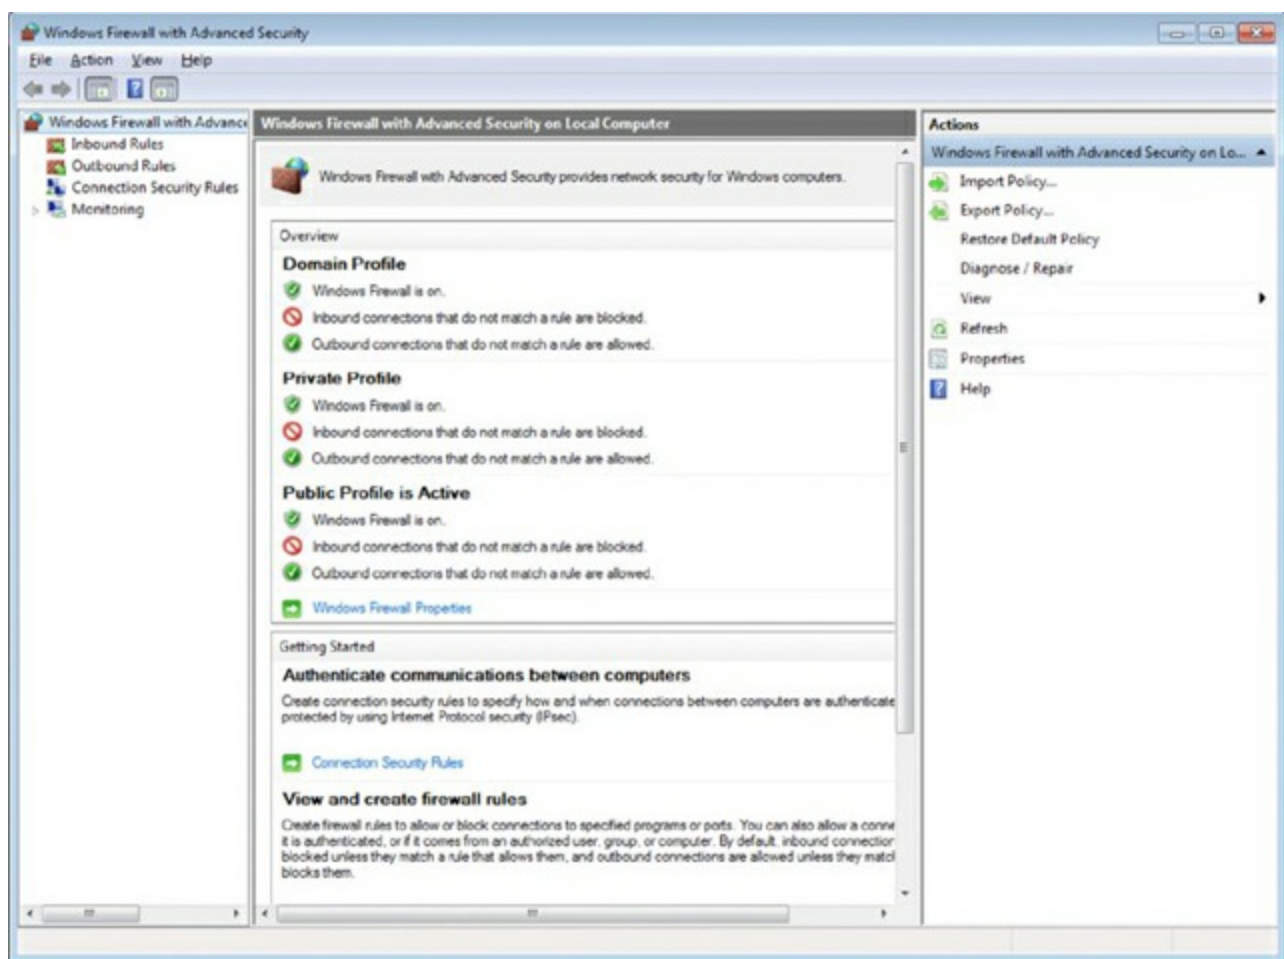 Windows Firewall with Advanced Security
File Action View Help
Windows Firewall with Advance
Inbound Rules
Outbound Rules
Connection Security Rules
Monitoring
Windows Firewall with Advanced Security on Local Computer
Windows Firewall with Advanced Security provides network security for Windows computers.
Overview
Domain Profile
Windows Firewall is on.
Inbound connections that do not match a rule are blocked.
Outbound connections that do not match a rule are allowed.
Private Profile
Windows Firewall is on.
Inbound connections that do not match a rule are blocked.
Outbound connections that do not match a rule are allowed.
Public Profile is Active
Windows Firewall is on.
Inbound connections that do not match a rule are blocked.
Outbound connections that do not match a rule are allowed.
Windows Firewall Properties
Getting Started
Authenticate communications between computers
Create connection security rules to specify how and when connections between computers are authenticate
protected by using Internet Protocol security (IPsec).
Connection Security Rules
View and create firewall rules
Create firewall rules to allow or block connections to specified programs or ports. You can also allow a conne
it is authenticated, or if it comes from an authorized user, group, or computer. By default, inbound connection
blocked unless they match a rule that allows them, and outbound connections are allowed unless they matcl
blocks them.
Actions
Windows Firewall with Advanced Security on Lo...
Import Policy...
Export Policy...
Restore Default Policy
Diagnose / Repair
View
Refresh
Properties
Help